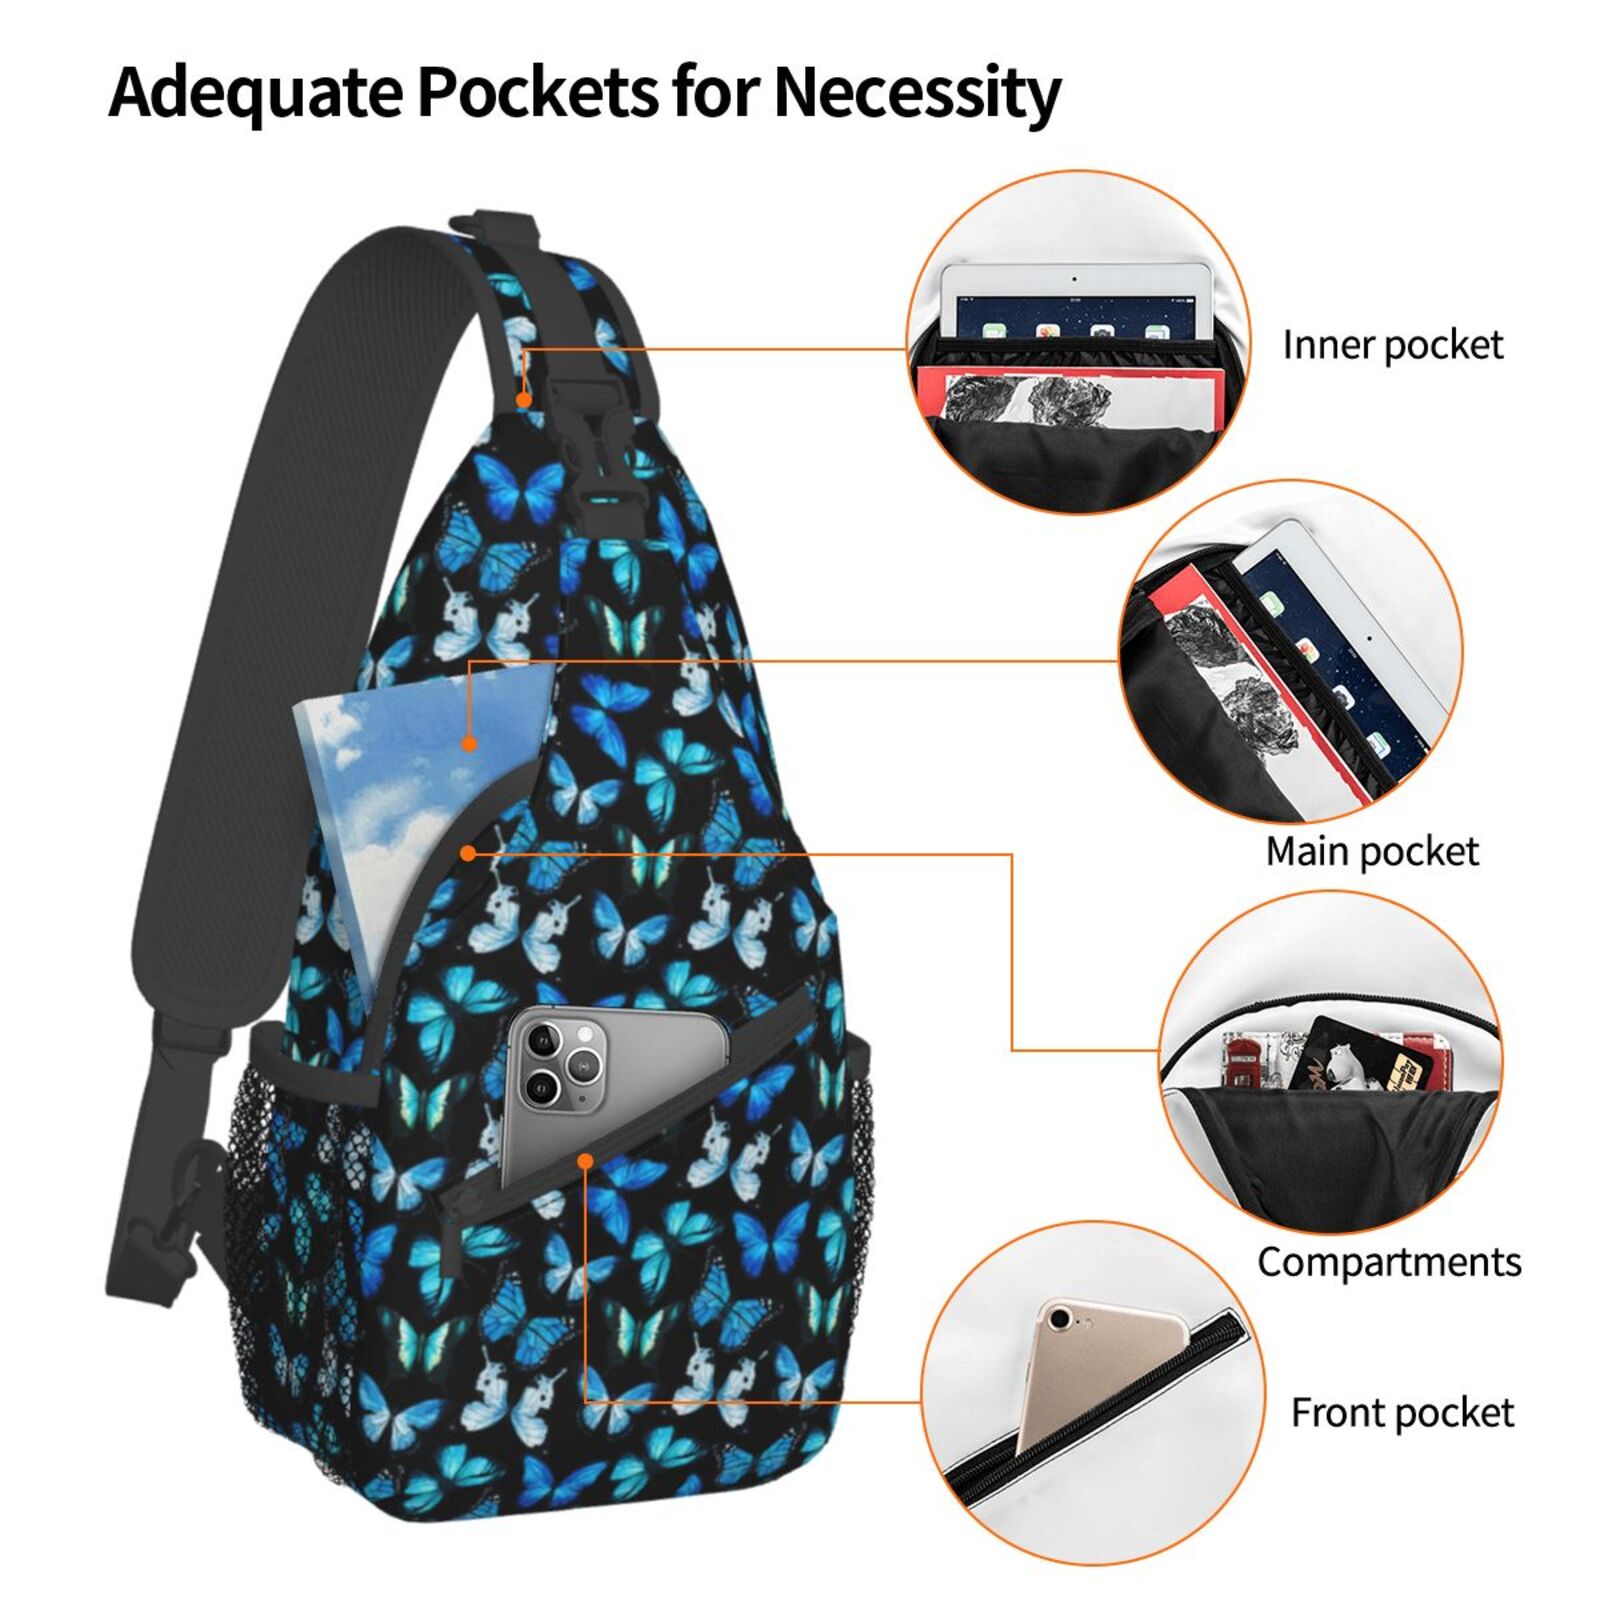 Adequate Pockets for Necessity
Inner pocket
Main pocket
Compartments
Front pocket